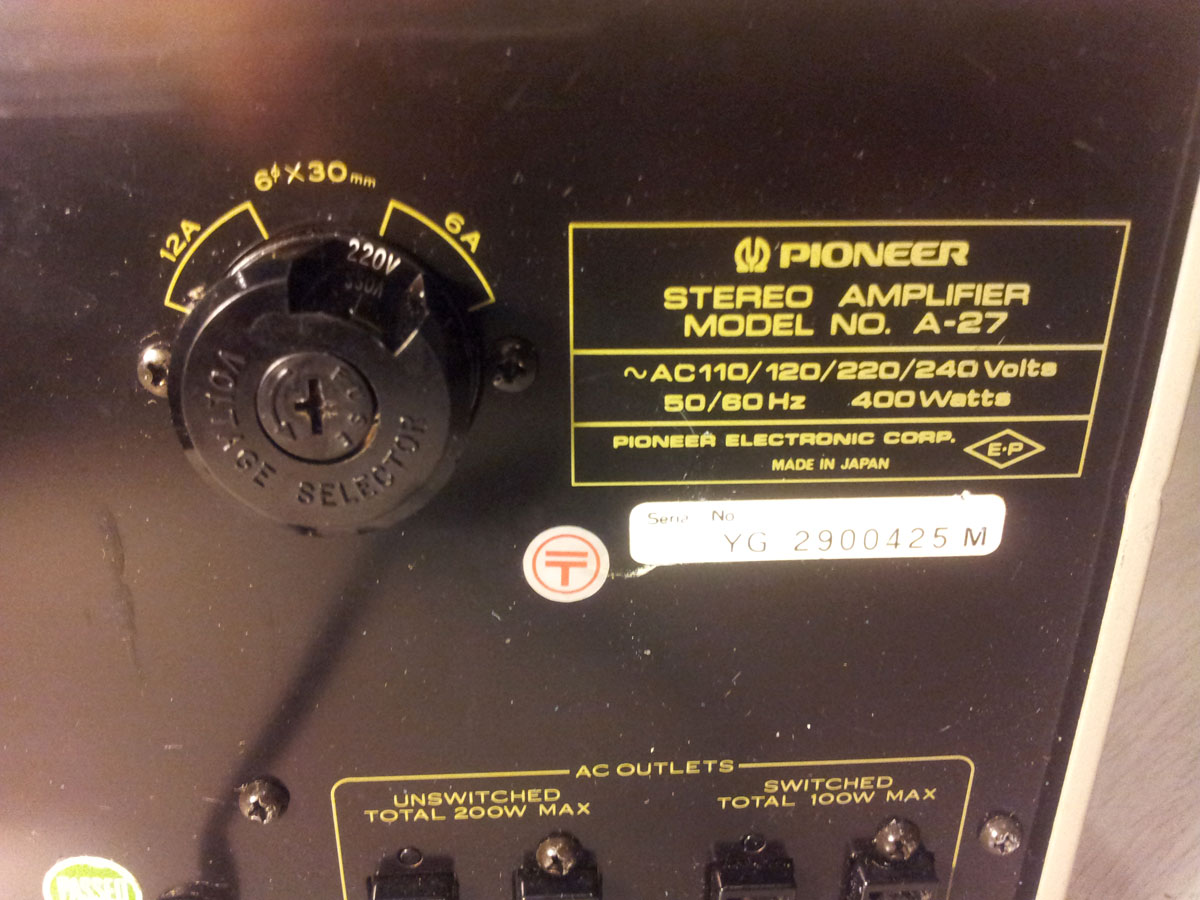 6φ×30mm
12A
6A
220V
VOLTAGE SELECTOR
FUSE
PIONEER
STEREO AMPLIFIER
MODEL NO. A-27
~AC110/120/220/240 Volts
50/60Hz 400Watts
PIONEER ELECTRONIC CORP.
E·P
MADE IN JAPAN
Serial No
YG 2900425 M
AC OUTLETS
UNSWITCHED
TOTAL 200W MAX
SWITCHED
TOTAL 100W MAX
PASSED